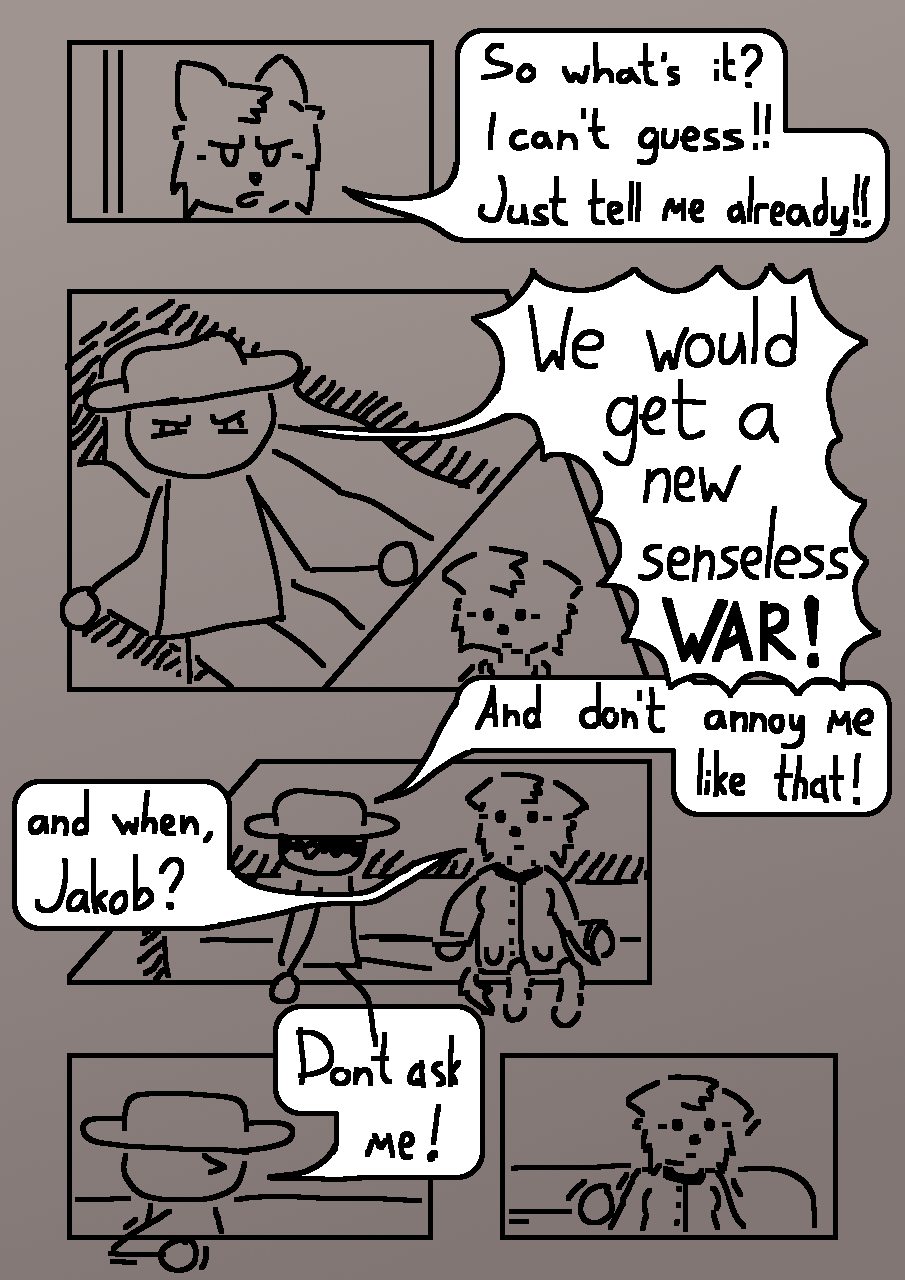 So what's it?
I can't guess!!
Just tell me already!!
We would
get a
new
senseless
WAR!
And don't annoy me
like that!
and when,
Jakob?
Dont ask
me!